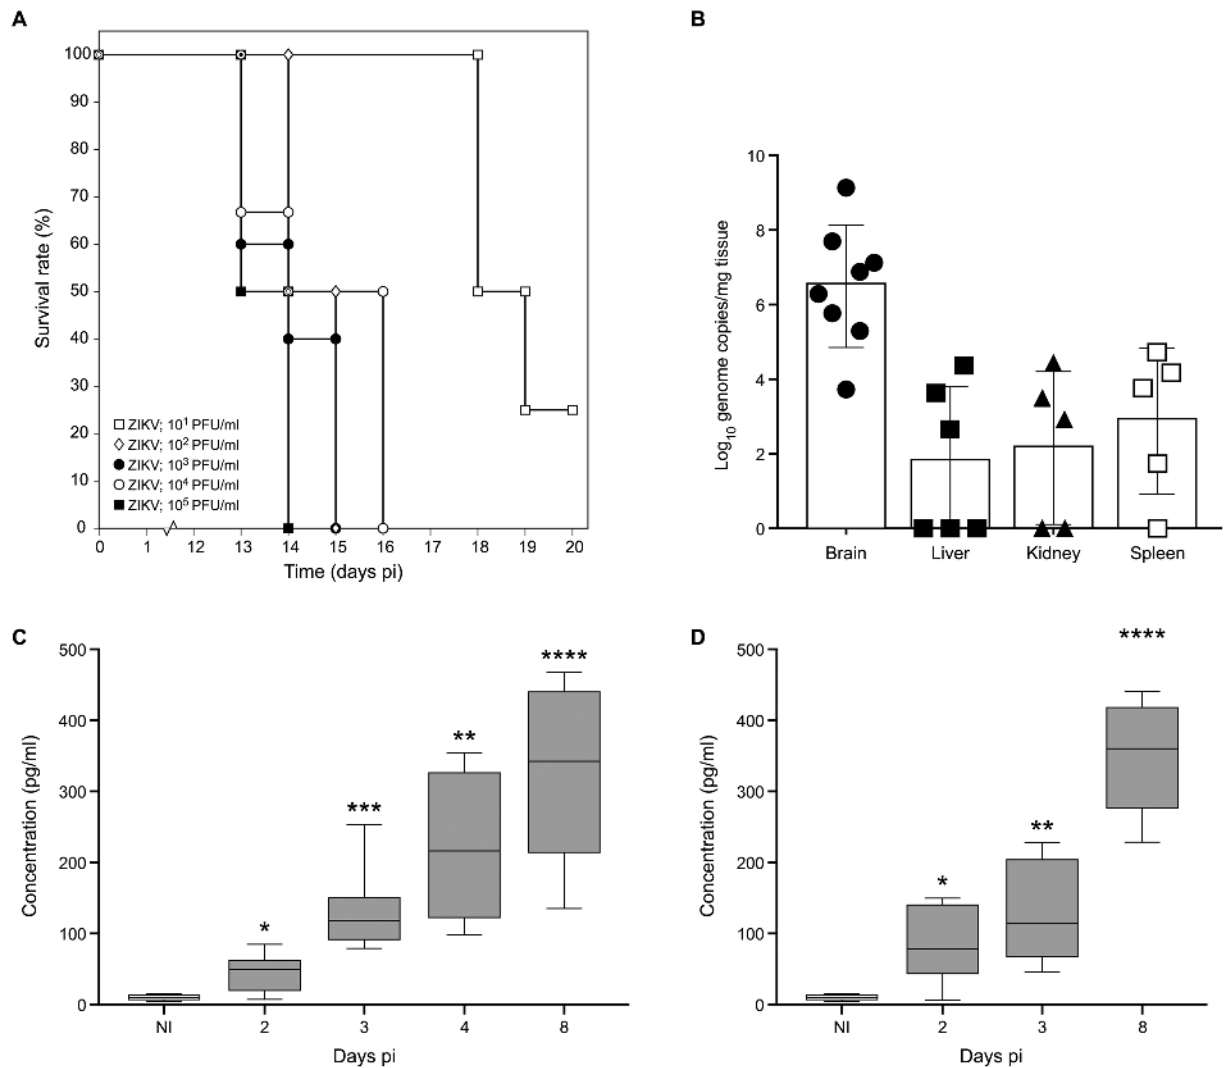 A
Survival rate (%)
100
90
80
70
60
50
40
30
20
10
0
ZIKV; 10¹ PFU/ml
ZIKV; 10² PFU/ml
ZIKV; 10³ PFU/ml
ZIKV; 10⁴ PFU/ml
ZIKV; 10⁵ PFU/ml
0 1 12 13 14 15 16 17 18 19 20
Time (days pi)
B
Log₁₀ genome copies/mg tissue
10
8
6
4
2
0
Brain Liver Kidney Spleen
C
Concentration (pg/ml)
500
400
300
200
100
0
* *** ** ****
NI 2 3 4 8
Days pi
D
Concentration (pg/ml)
500
400
300
200
100
0
* ** ****
NI 2 3 8
Days pi